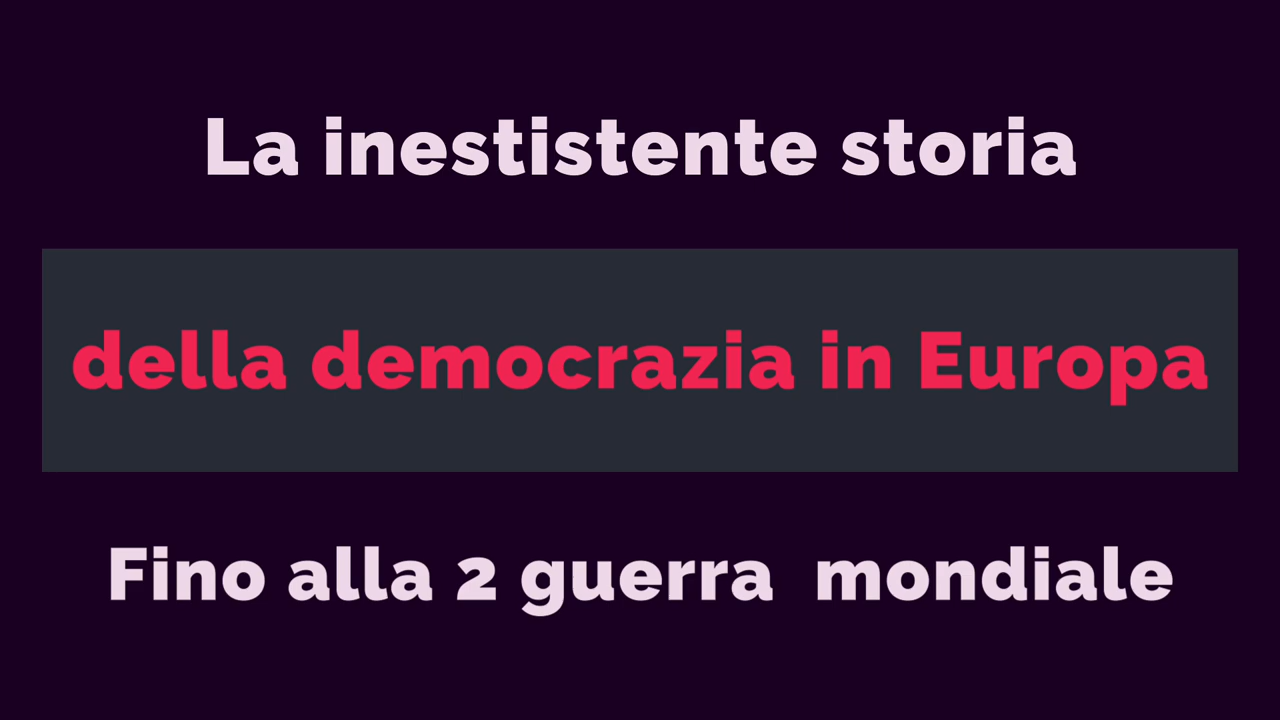 La inestistente storia
della democrazia in Europa
Fino alla 2 guerra  mondiale